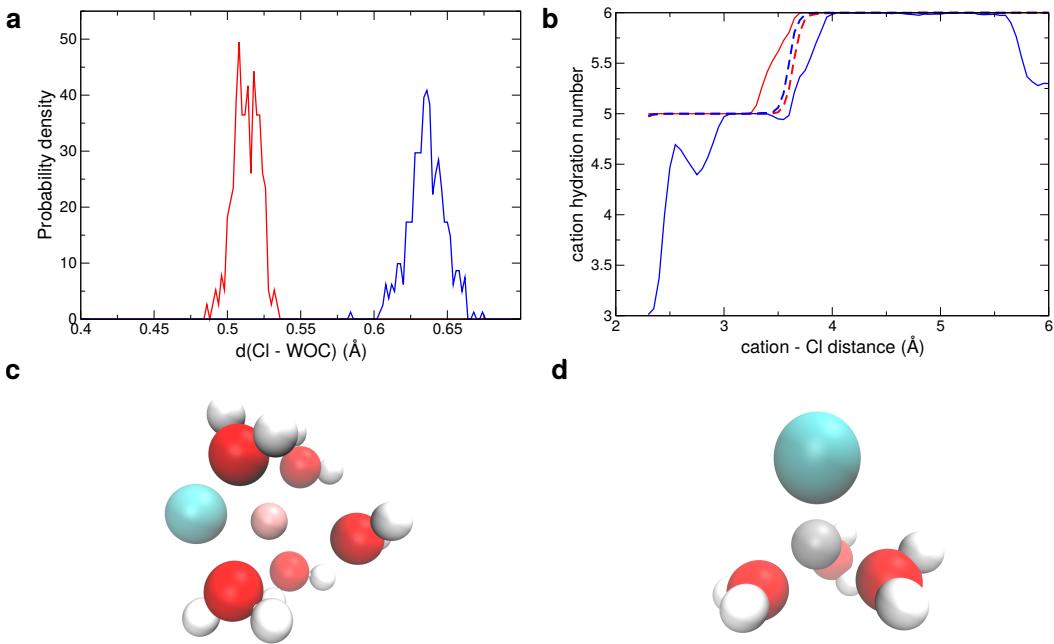 a
50
40
30
20
10
0
Probability density
0.4 0.45 0.5 0.55 0.6 0.65
d(Cl - WOC) (Å)
b
6
5.5
5
4.5
4
3.5
3
cation hydration number
2 3 4 5 6
cation - Cl distance (Å)
c
d